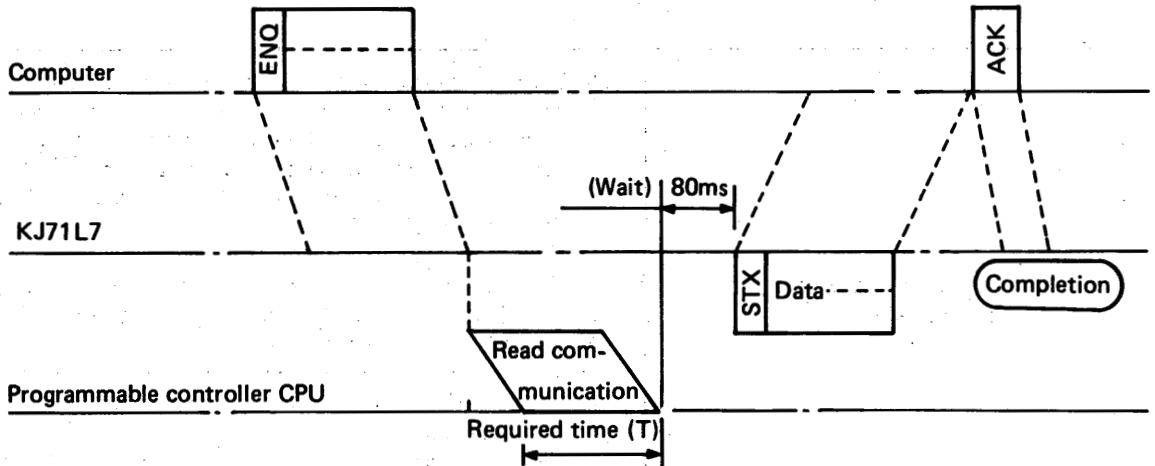 ENQ
ACK
Computer
(Wait) 80ms
KJ71L7
STX
Data
Completion
Read com-
munication
Programmable controller CPU
Required time (T)